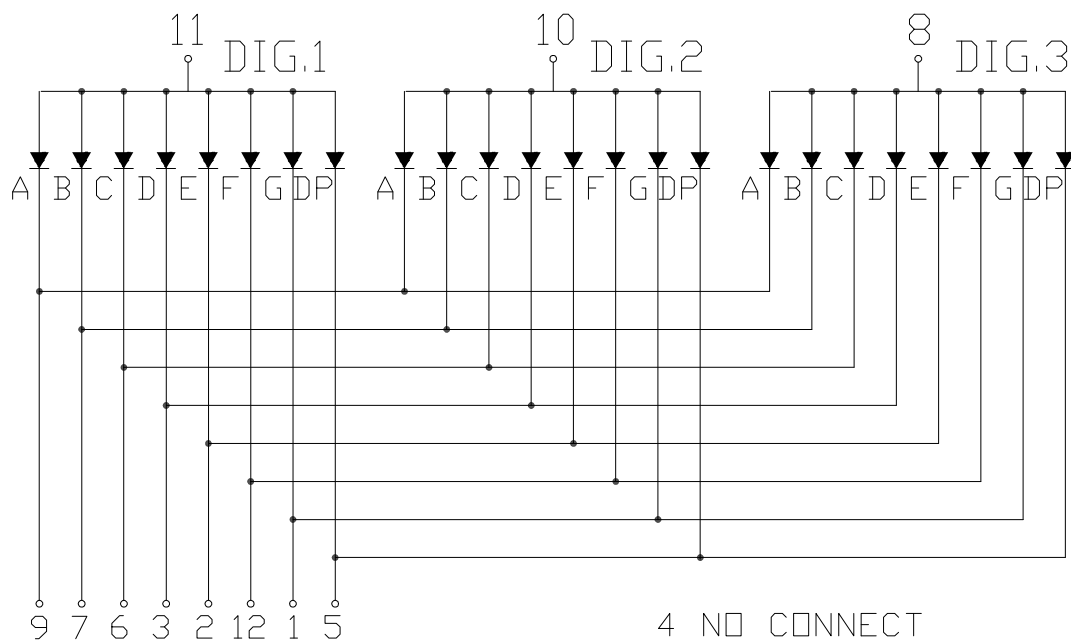 11 DIG.1 10 DIG.2 8 DIG.3
A B C D E F G DP A B C D E F G DP A B C D E F G DP
9 7 6 3 2 12 1 5 4 NO CONNECT